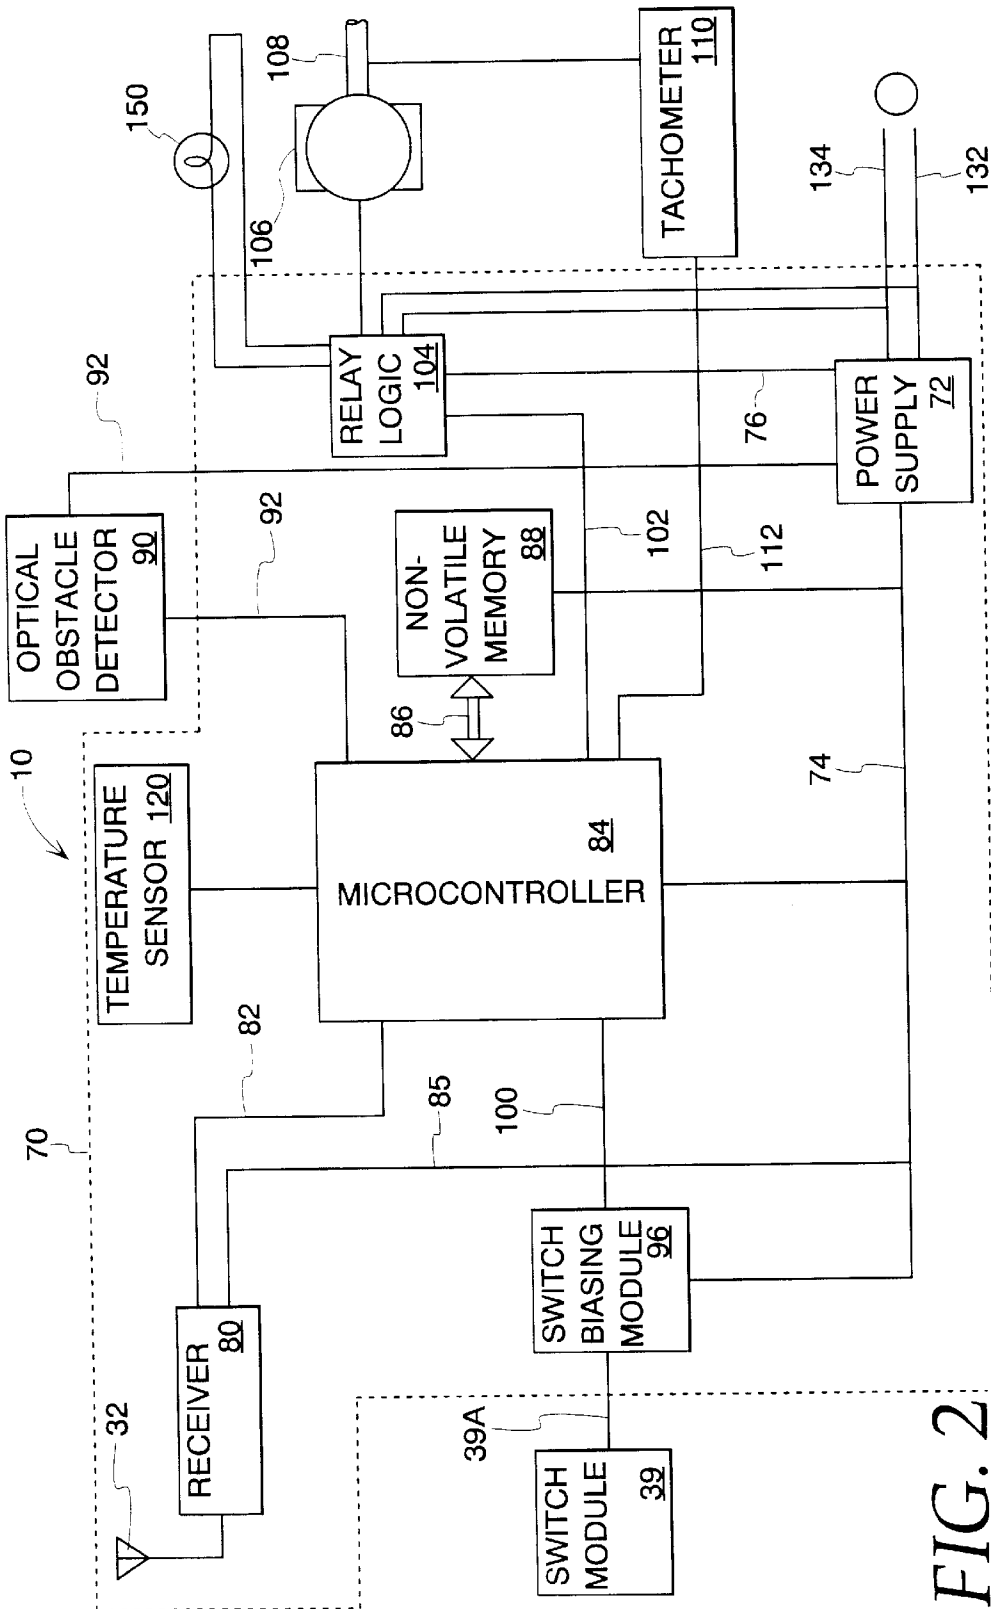 10
70
32
RECEIVER
80
82
85
TEMPERATURE
SENSOR 120
OPTICAL
OBSTACLE
DETECTOR
90
92
92
150
106
108
RELAY
LOGIC
104
TACHOMETER
110
MICROCONTROLLER
84
86
NON-
VOLATILE
MEMORY
88
102
112
76
74
POWER
SUPPLY
72
134
132
SWITCH
MODULE
39
39A
SWITCH
BIASING
MODULE
96
100
FIG. 2